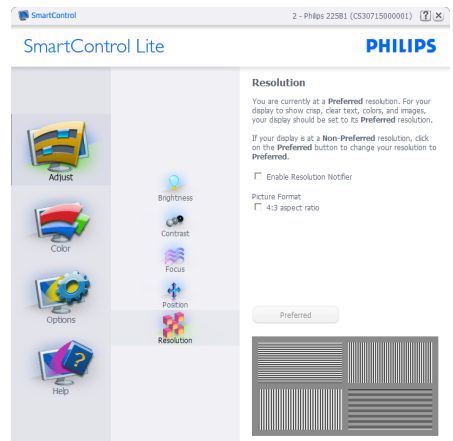 SmartControl
2 - Philips 225B1 (CS30715000001)
?
SmartControl Lite
PHILIPS
Adjust
Color
Options
Help
Brightness
Contrast
Focus
Position
Resolution
Resolution
You are currently at a Preferred resolution. For your
display to show crisp, clear text, colors, and images,
your display should be set to its Preferred resolution.
If your display is at a Non-Preferred resolution, click
on the Preferred button to change your resolution to
Preferred.
Enable Resolution Notifier
Picture Format
4:3 aspect ratio
Preferred